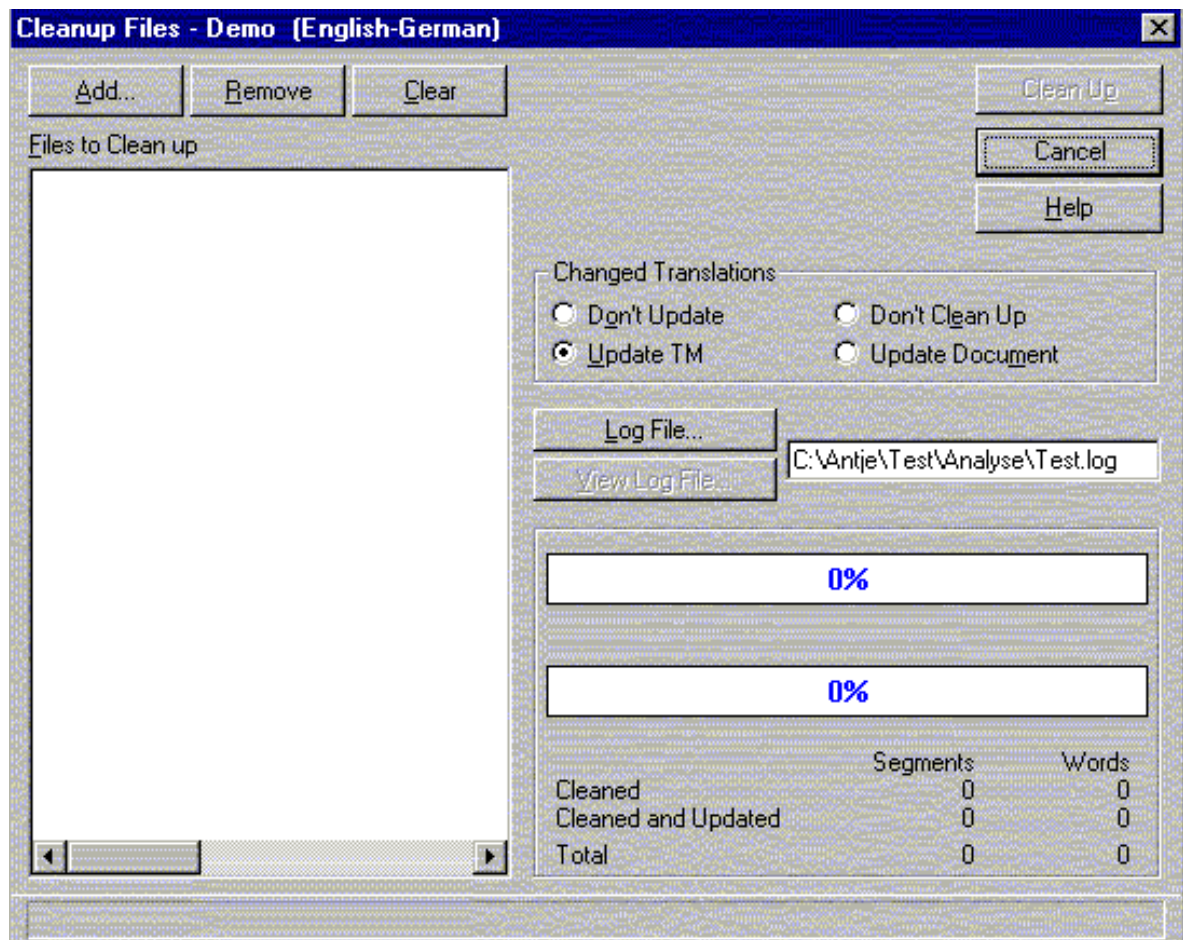 Cleanup Files - Demo (English-German)
Add... Remove Clear
Clean Up
Files to Clean up
Cancel
Help
Changed Translations
Don't Update Don't Clean Up
Update TM Update Document
Log File...
C:\Antje\Test\Analyse\Test.log
View Log File...
0%
0%
Segments Words
Cleaned 0 0
Cleaned and Updated 0 0
Total 0 0